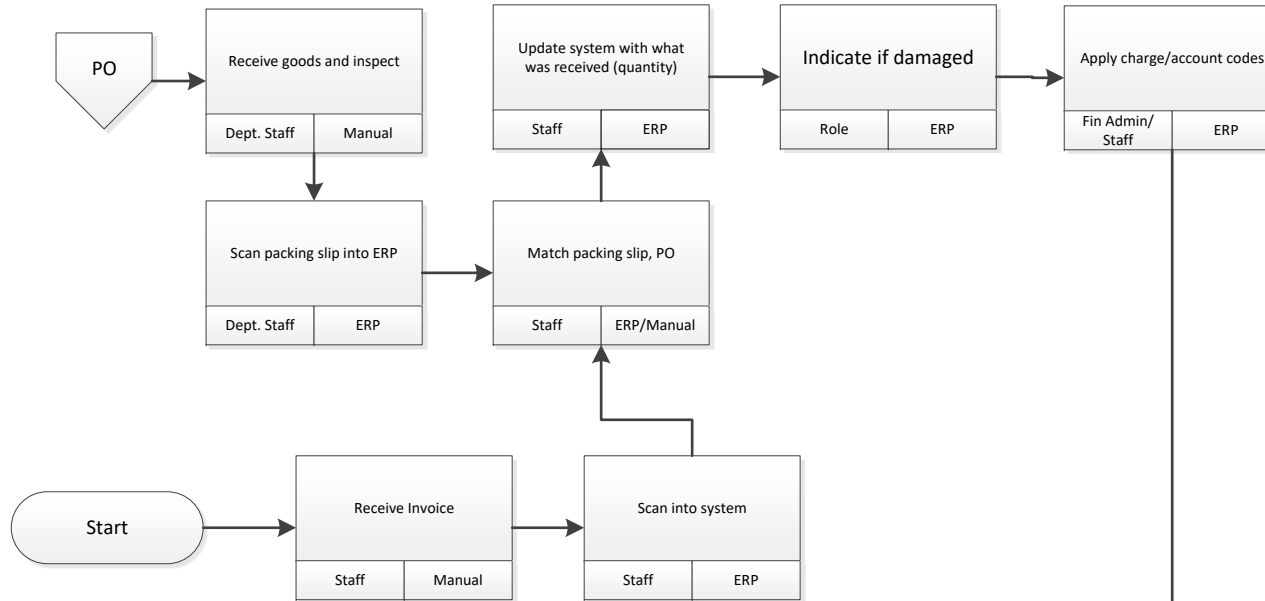 PO
Receive goods and inspect
Dept. Staff
Manual
Update system with what
was received (quantity)
Staff
ERP
Indicate if damaged
Role
ERP
Apply charge/account codes
Fin Admin/
Staff
ERP
Scan packing slip into ERP
Dept. Staff
ERP
Match packing slip, PO
Staff
ERP/Manual
Start
Receive Invoice
Staff
Manual
Scan into system
Staff
ERP